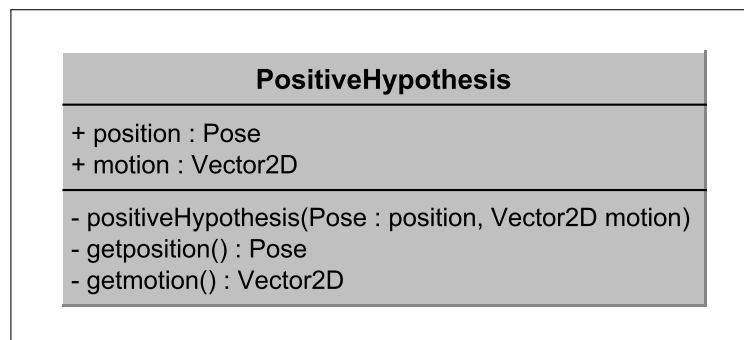 PositiveHypothesis
+ position : Pose
+ motion : Vector2D
- positiveHypothesis(Pose : position, Vector2D motion)
- getposition() : Pose
- getmotion() : Vector2D